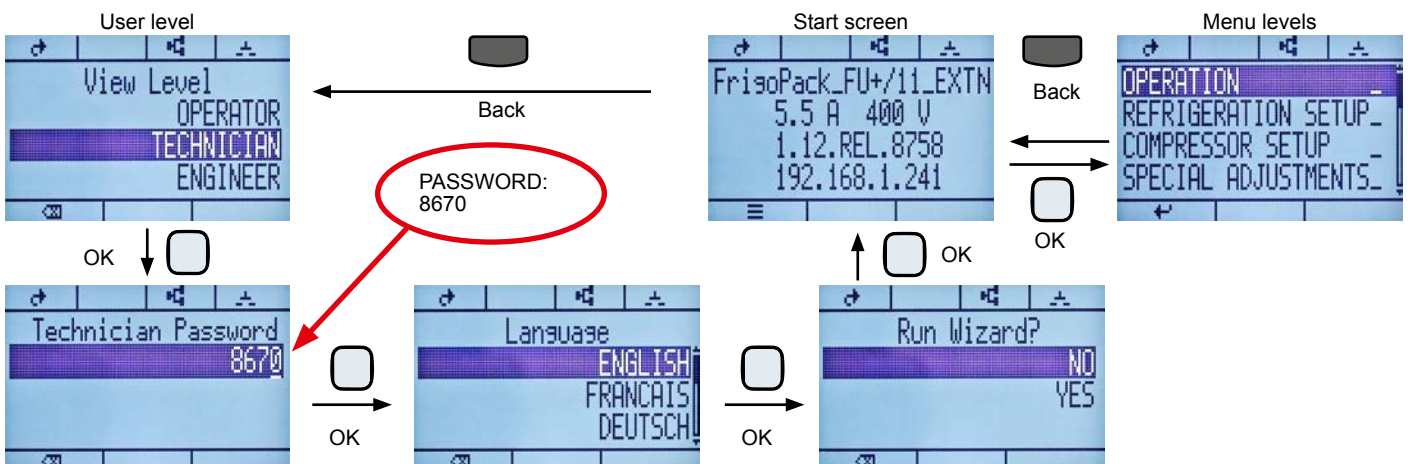 User level
View Level
OPERATOR
TECHNICIAN
ENGINEER
Back
Start screen
FrigoPack_FU+/11_EXTN
5.5 A 400 V
1.12.REL.8758
192.168.1.241
Back
OK
Menu levels
OPERATION _
REFRIGERATION SETUP_
COMPRESSOR SETUP _
SPECIAL ADJUSTMENTS_
PASSWORD:
8670
OK
OK
Technician Password
8670
OK
Language
ENGLISH
FRANCAIS
DEUTSCH
OK
Run Wizard?
NO
YES